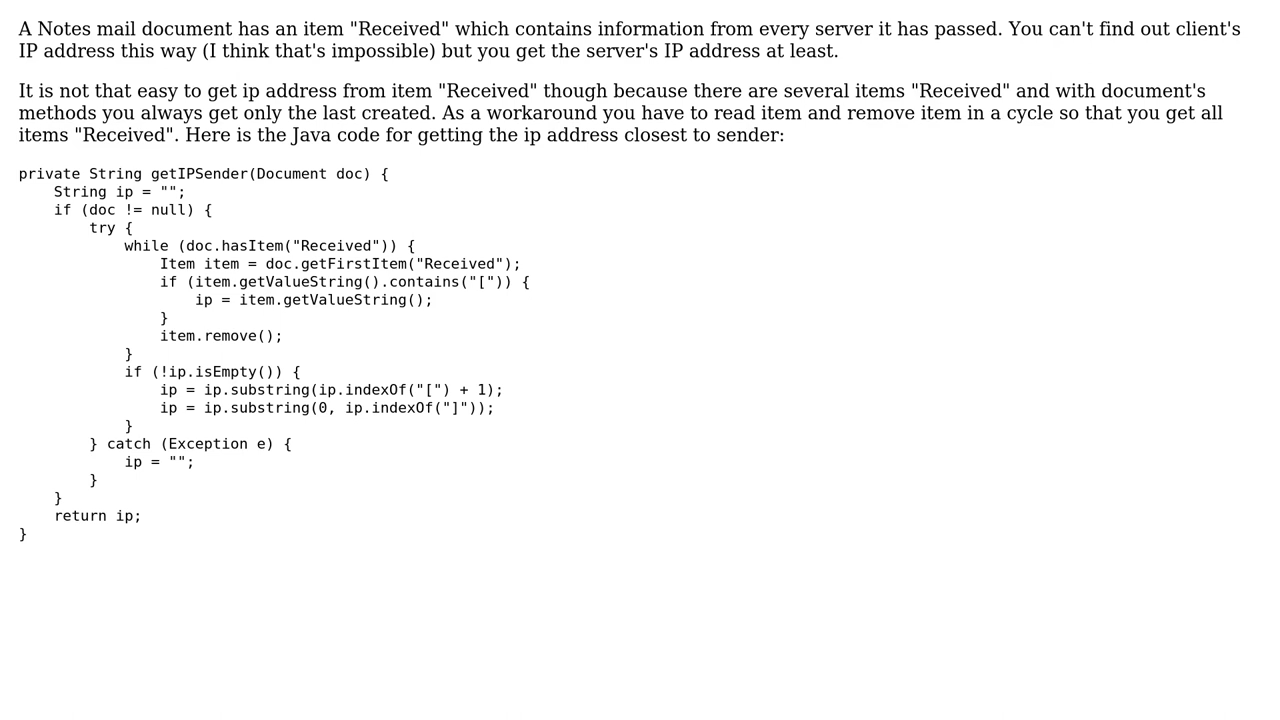 A Notes mail document has an item "Received" which contains information from every server it has passed. You can't find out client's
IP address this way (I think that's impossible) but you get the server's IP address at least.
It is not that easy to get ip address from item "Received" though because there are several items "Received" and with document's
methods you always get only the last created. As a workaround you have to read item and remove item in a cycle so that you get all
items "Received". Here is the Java code for getting the ip address closest to sender:
private String getIPSender(Document doc) {
    String ip = "";
    if (doc != null) {
        try {
            while (doc.hasItem("Received")) {
                Item item = doc.getFirstItem("Received");
                if (item.getValueString().contains("[")) {
                    ip = item.getValueString();
                }
                item.remove();
            }
            if (!ip.isEmpty()) {
                ip = ip.substring(ip.indexOf("[") + 1);
                ip = ip.substring(0, ip.indexOf("]"));
            }
        } catch (Exception e) {
            ip = "";
        }
    }
    return ip;
}